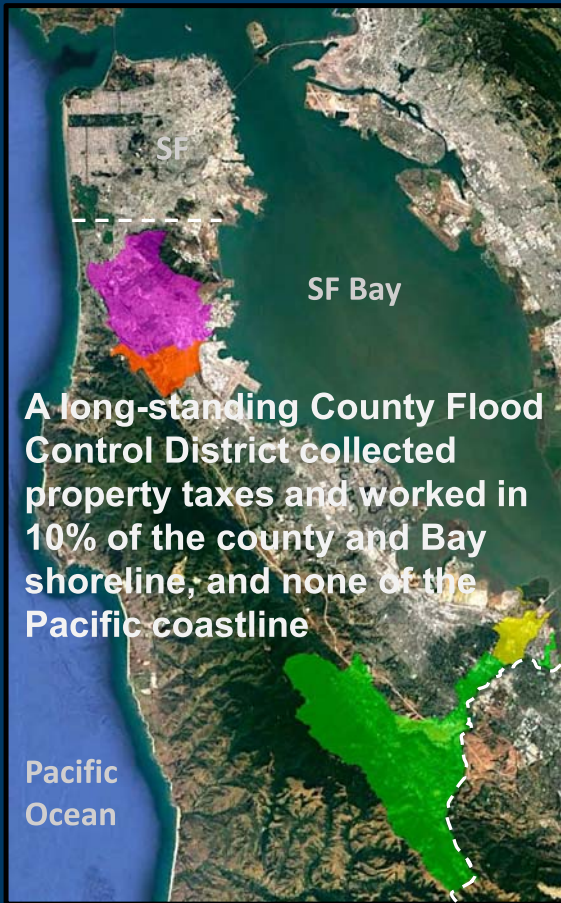 SF
SF Bay
A long-standing County Flood
Control District collected
property taxes and worked in
10% of the county and Bay
shoreline, and none of the
Pacific coastline
Pacific
Ocean